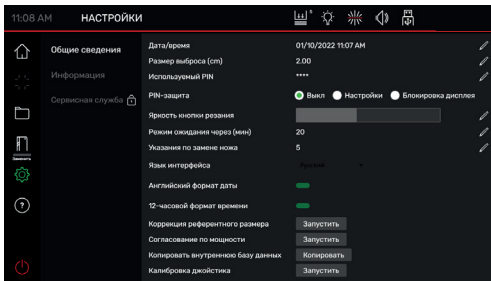 11:08 AM НАСТРОЙКИ
Общие сведения
Информация
Сервисная служба
Заменить
Дата/время 01/10/2022 11:07 AM
Размер выброса (cm) 2.00
Используемый PIN ****
PIN-защита Выкл Настройки Блокировка дисплея
Яркость кнопки резания
Режим ожидания через (мин) 20
Указания по замене ножа 5
Язык интерфейса Русский
Английский формат даты
12-часовой формат времени
Коррекция референтного размера Запустить
Согласование по мощности Запустить
Копировать внутреннюю базу данных Копировать
Калибровка джойстика Запустить